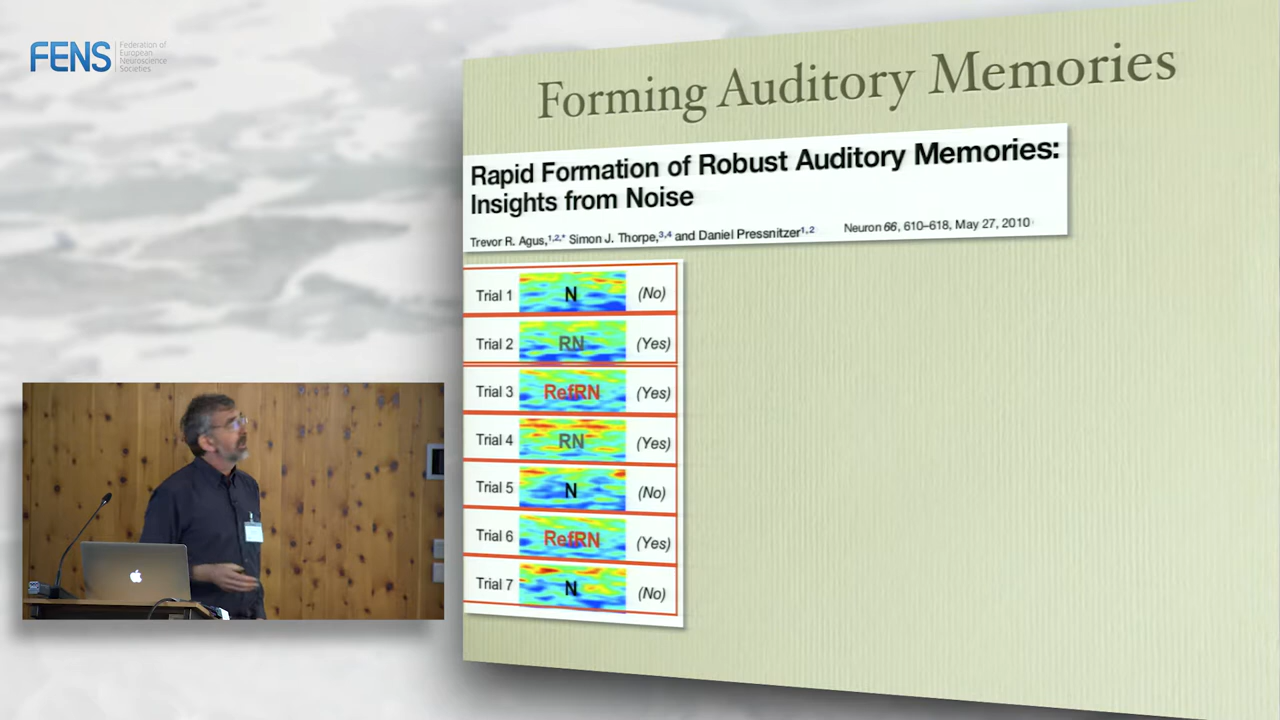 FENS
Federation of
European
Neuroscience
Societies
Forming Auditory Memories
Rapid Formation of Robust Auditory Memories:
Insights from Noise
Trevor R. Agus,1,2,* Simon J. Thorpe,3,4 and Daniel Pressnitzer1,2 Neuron 66, 610–618, May 27, 2010
Trial 1 N (No)
Trial 2 RN (Yes)
Trial 3 RefRN (Yes)
Trial 4 RN (Yes)
Trial 5 N (No)
Trial 6 RefRN (Yes)
Trial 7 N (No)